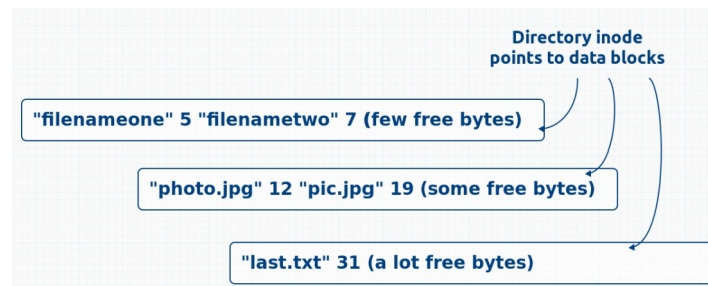 Directory inode
points to data blocks
"filenameone" 5 "filenametwo" 7 (few free bytes)
"photo.jpg" 12 "pic.jpg" 19 (some free bytes)
"last.txt" 31 (a lot free bytes)